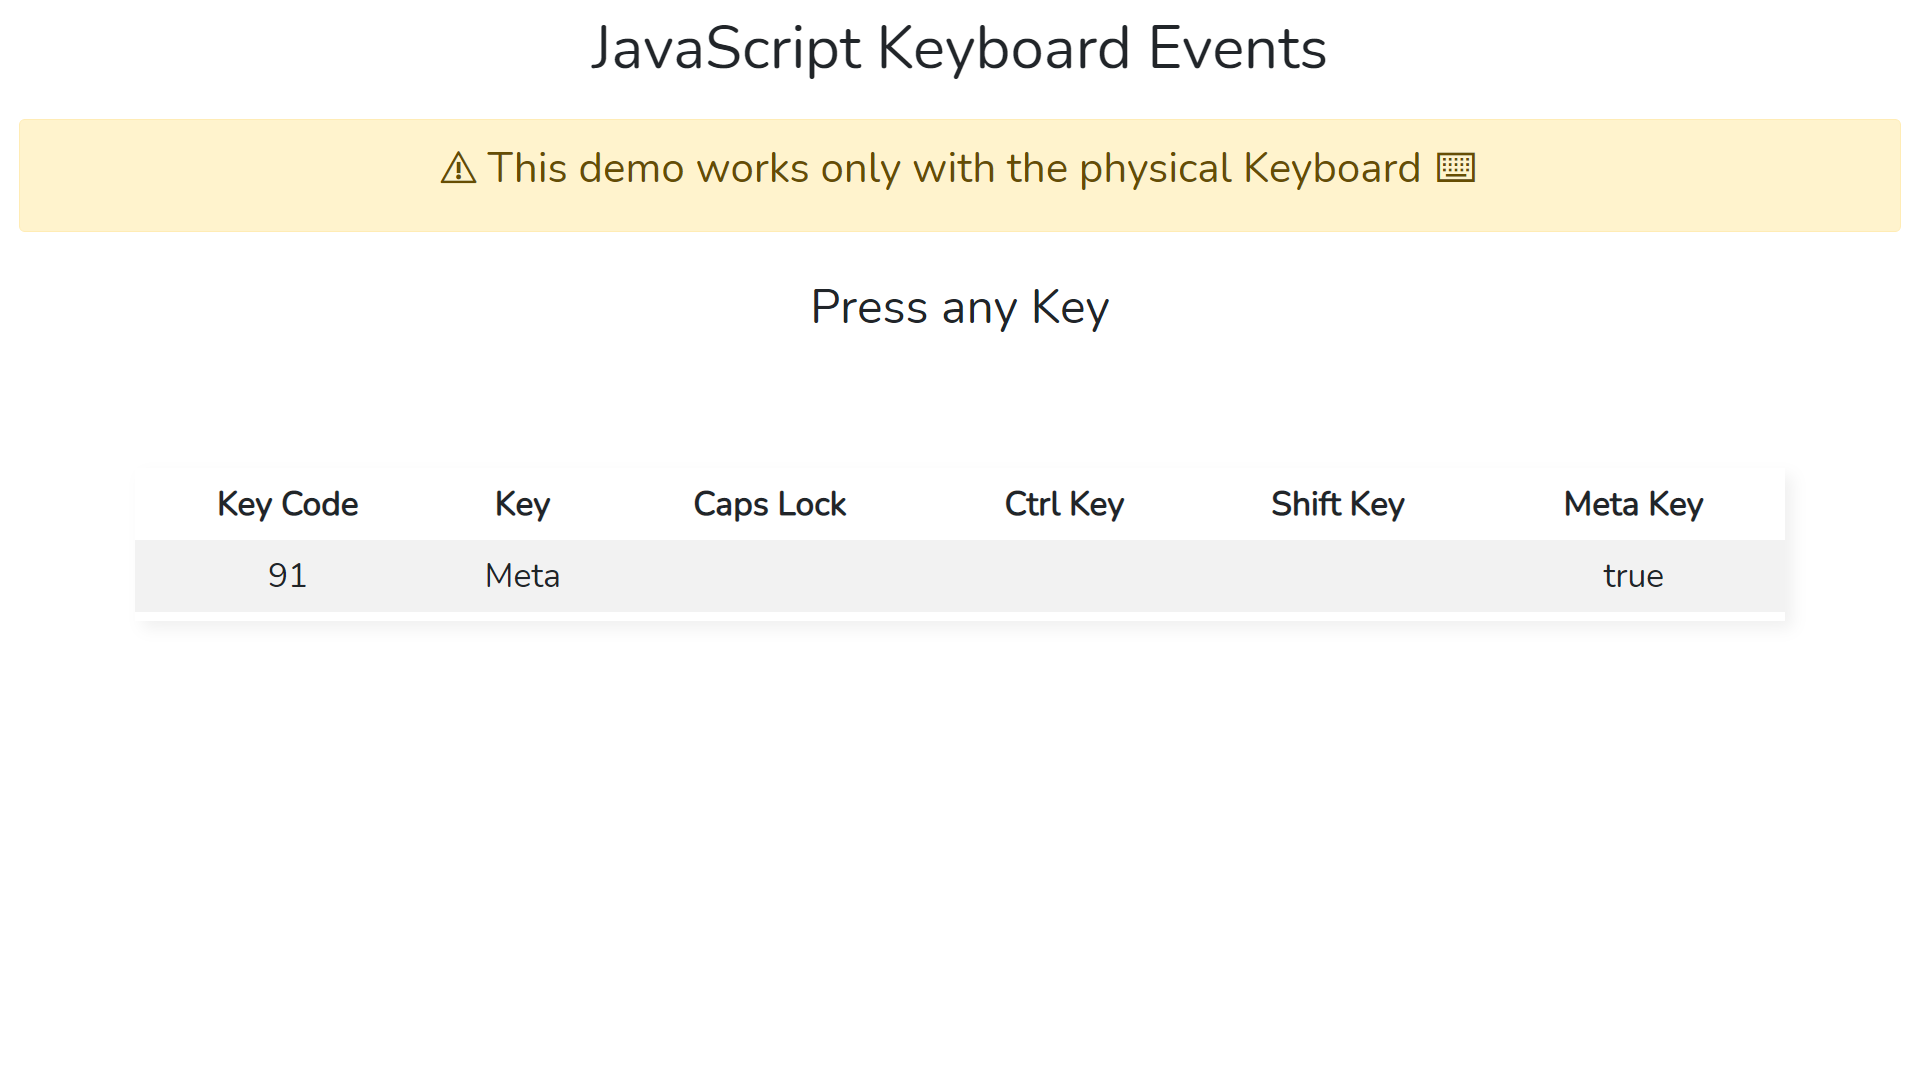 JavaScript Keyboard Events
⚠ This demo works only with the physical Keyboard ⌨
Press any Key
Key Code Key Caps Lock Ctrl Key Shift Key Meta Key
91 Meta true